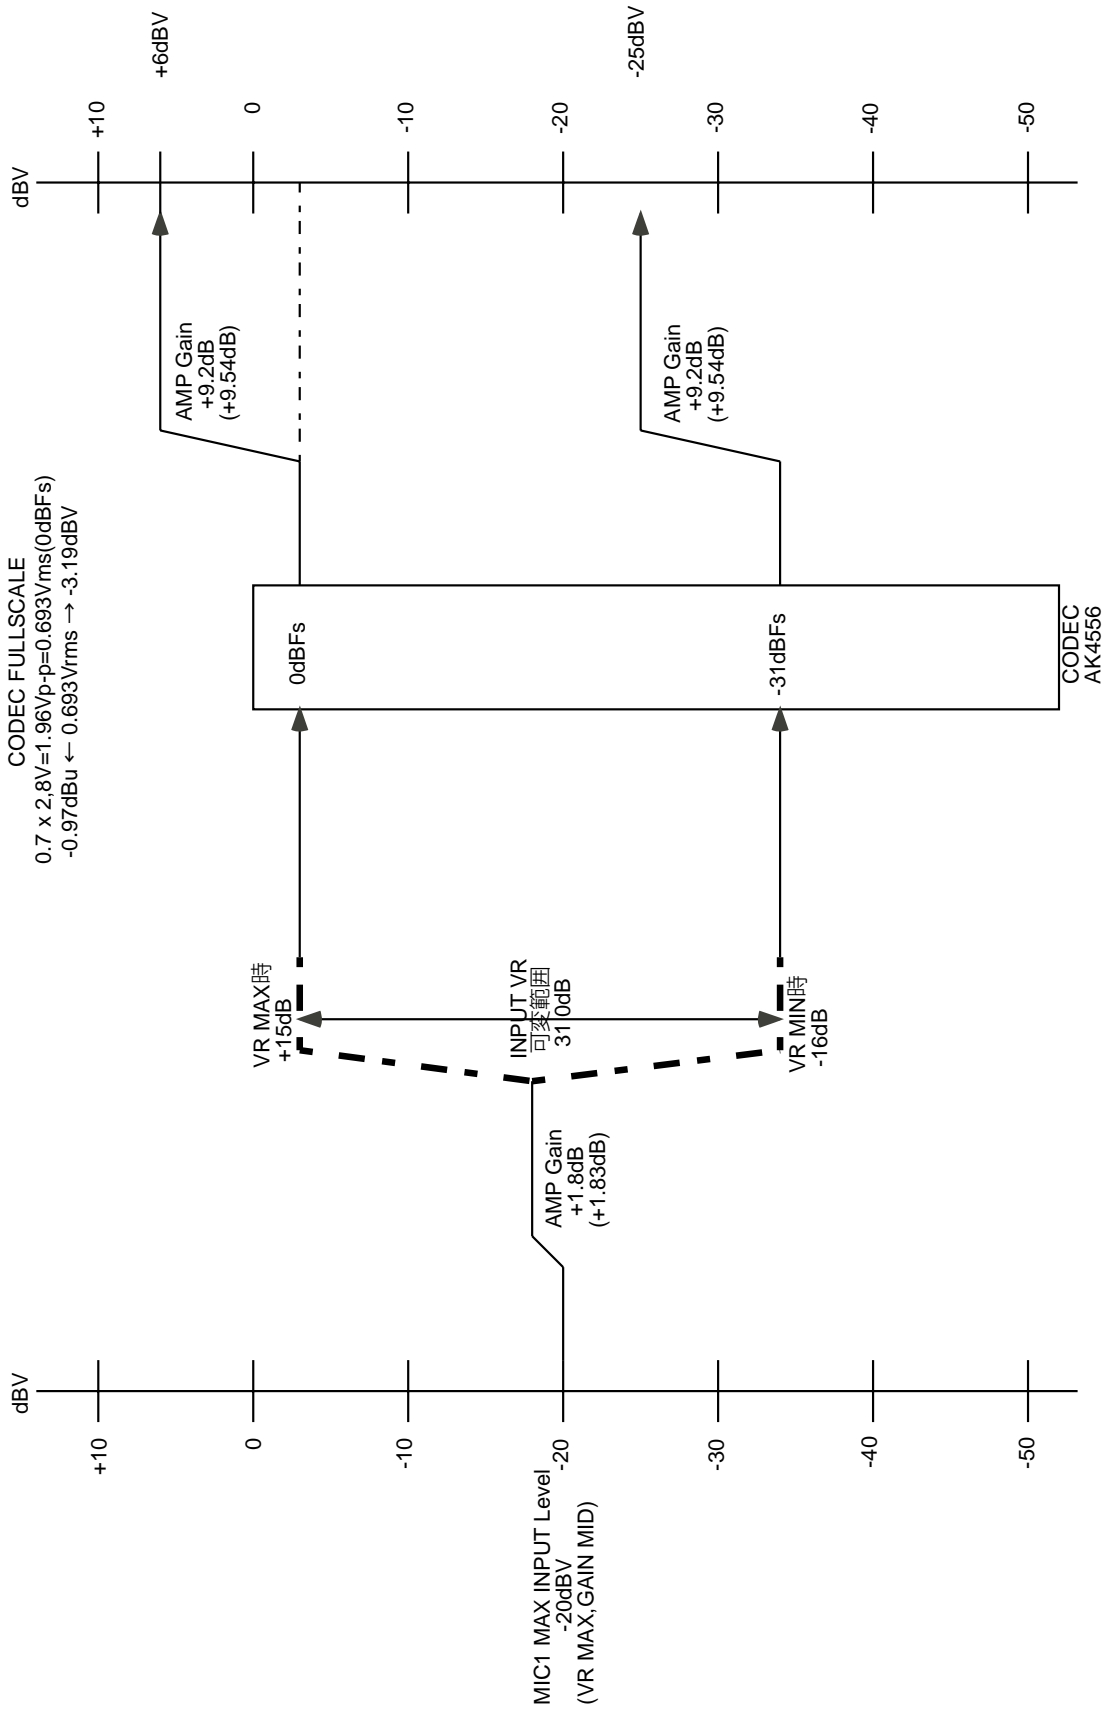 CODEC FULLSCALE
0.7 x 2,8V=1.96Vp-p=0.693Vms(0dBFs)
-0.97dBu ← 0.693Vrms → -3.19dBV
dBV
+10
0
-10
-20
-30
-40
-50
MIC1 MAX INPUT Level
-20dBV
(VR MAX,GAIN MID)
AMP Gain
+1.8dB
(+1.83dB)
VR MAX時
+15dB
INPUT VR
可変範囲
31.0dB
VR MIN時
-16dB
0dBFs
-31dBFs
CODEC
AK4556
AMP Gain
+9.2dB
(+9.54dB)
AMP Gain
+9.2dB
(+9.54dB)
dBV
+10
0
-10
-20
-30
-40
-50
+6dBV
-25dBV